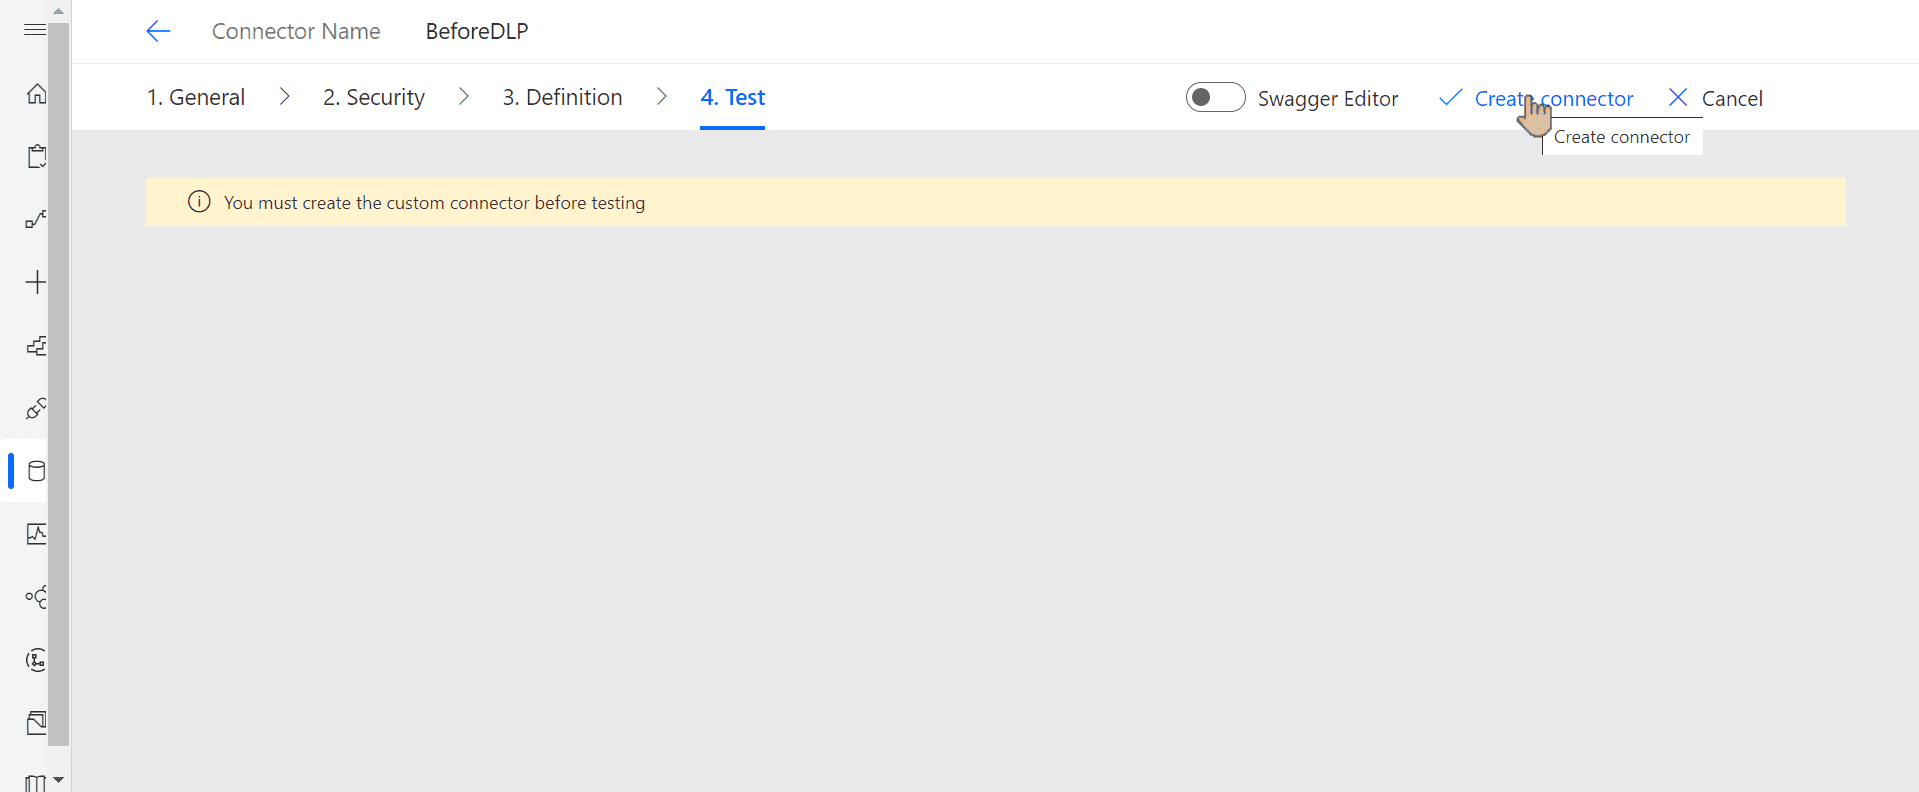 Connector Name BeforeDLP
1. General 2. Security 3. Definition 4. Test Swagger Editor Create connector Cancel
Create connector
You must create the custom connector before testing